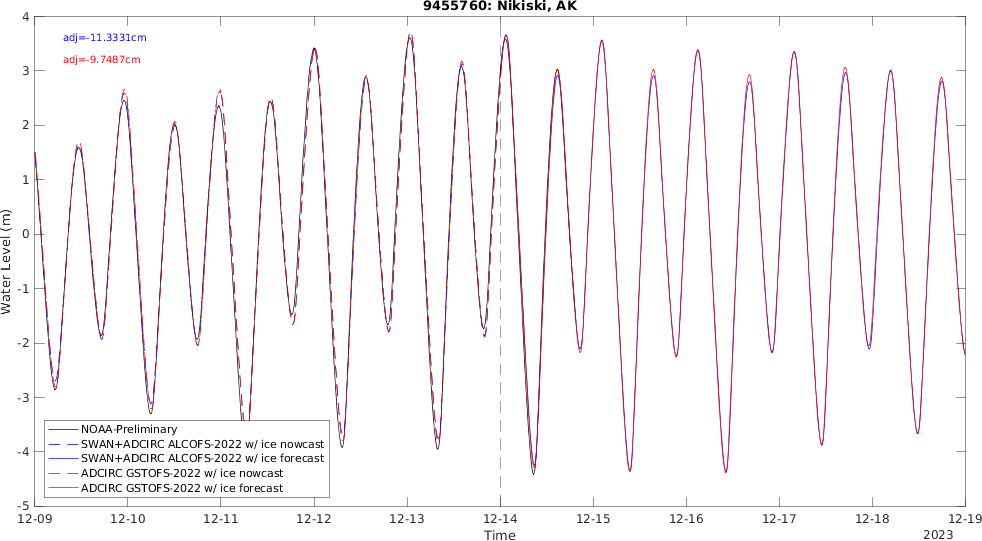 9455760: Nikiski, AK
adj=-11.3331cm
adj=-9.7487cm
Water Level (m)
4
3
2
1
0
-1
-2
-3
-4
-5
NOAA-Preliminary
SWAN+ADCIRC ALCOFS-2022 w/ ice nowcast
SWAN+ADCIRC ALCOFS-2022 w/ ice forecast
ADCIRC GSTOFS-2022 w/ ice nowcast
ADCIRC GSTOFS-2022 w/ ice forecast
12-09 12-10 12-11 12-12 12-13 12-14 12-15 12-16 12-17 12-18 12-19
Time
2023